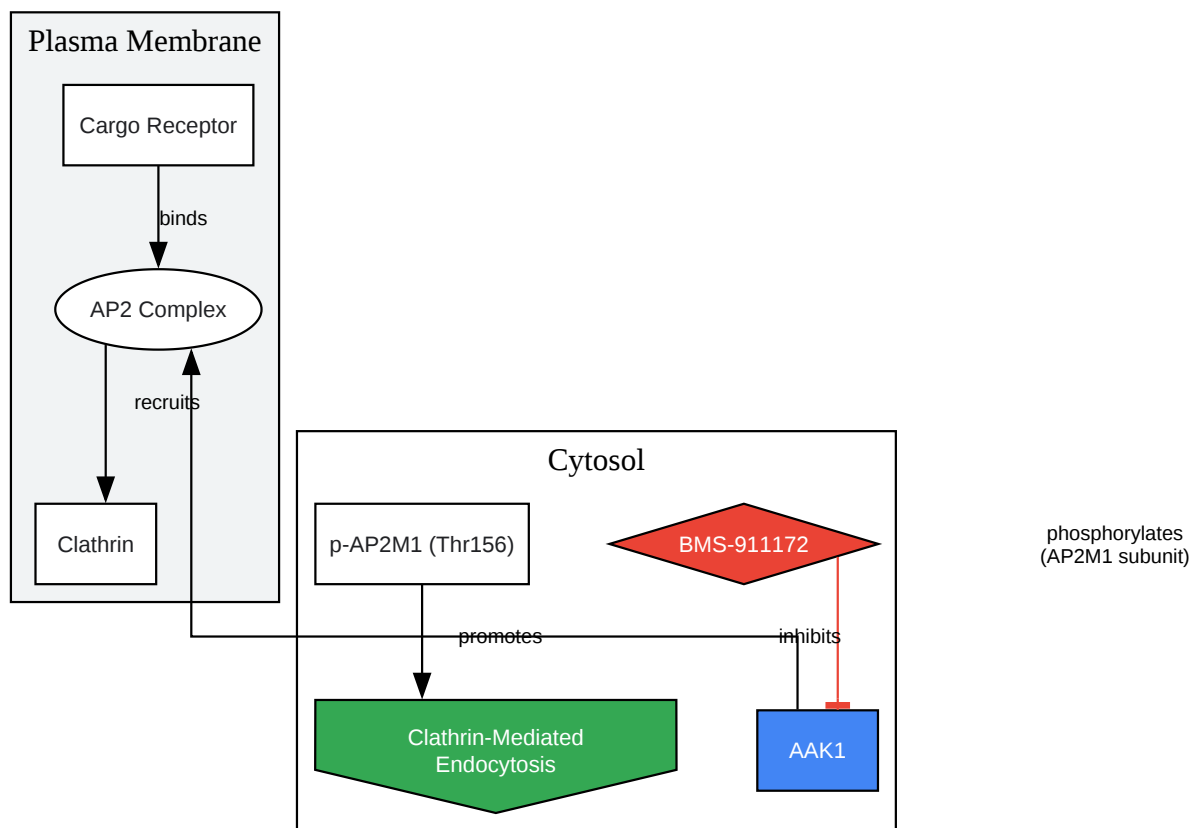 Plasma Membrane
Cargo Receptor
binds
AP2 Complex
recruits
Clathrin
Cytosol
p-AP2M1 (Thr156)
BMS-911172
phosphorylates
(AP2M1 subunit)
promotes
inhibits
Clathrin-Mediated
Endocytosis
AAK1